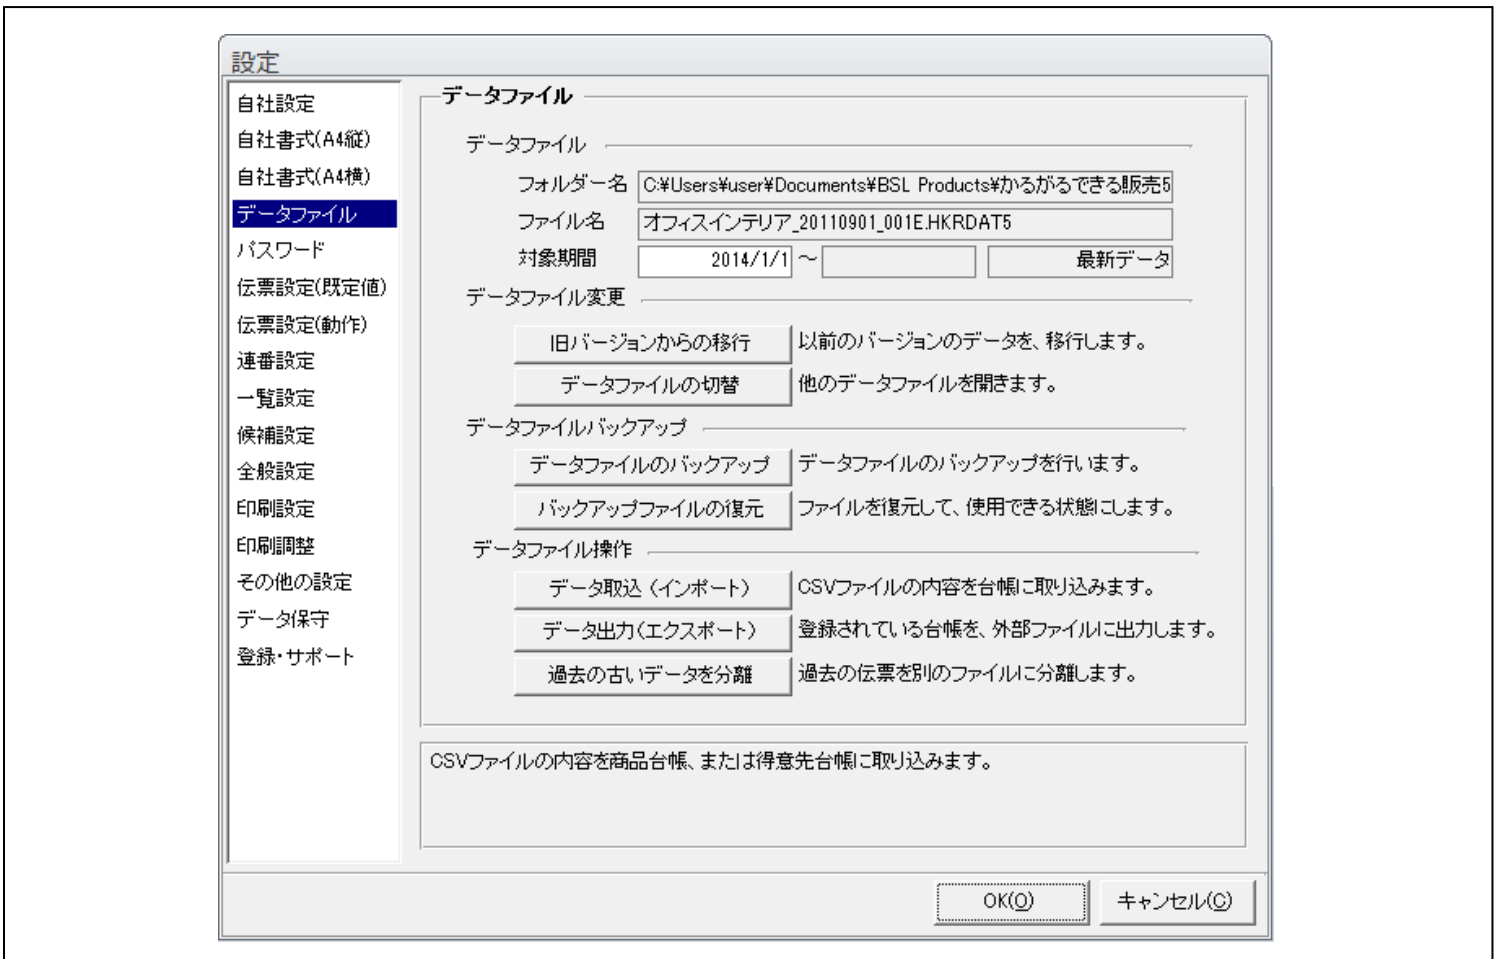 設定
自社設定
自社書式(A4縦)
自社書式(A4横)
データファイル
パスワード
伝票設定(既定値)
伝票設定(動作)
連番設定
一覧設定
候補設定
全般設定
印刷設定
印刷調整
その他の設定
データ保守
登録・サポート
データファイル
データファイル
フォルダー名 C:¥Users¥user¥Documents¥BSL Products¥かるがるできる販売5
ファイル名 オフィスインテリア_20110901_001E.HKRDAT5
対象期間 2014/1/1 ～ 最新データ
データファイル変更
旧バージョンからの移行 以前のバージョンのデータを、移行します。
データファイルの切替 他のデータファイルを開きます。
データファイルバックアップ
データファイルのバックアップ データファイルのバックアップを行います。
バックアップファイルの復元 ファイルを復元して、使用できる状態にします。
データファイル操作
データ取込（インポート） CSVファイルの内容を台帳に取り込みます。
データ出力(エクスポート) 登録されている台帳を、外部ファイルに出力します。
過去の古いデータを分離 過去の伝票を別のファイルに分離します。
CSVファイルの内容を商品台帳、または得意先台帳に取り込みます。
OK(O) キャンセル(C)